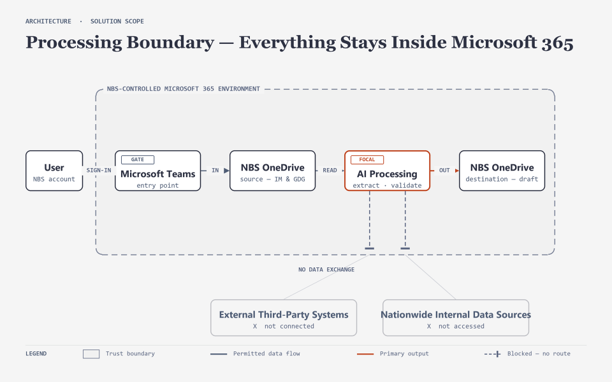 ARCHITECTURE · SOLUTION SCOPE
Processing Boundary — Everything Stays Inside Microsoft 365
NBS-CONTROLLED MICROSOFT 365 ENVIRONMENT
User
NBS account
SIGN-IN
GATE
Microsoft Teams
entry point
IN
NBS OneDrive
source — IM & GDG
READ
FOCAL
AI Processing
extract · validate
OUT
NBS OneDrive
destination — draft
NO DATA EXCHANGE
External Third-Party Systems
X not connected
Nationwide Internal Data Sources
X not accessed
LEGEND
Trust boundary
Permitted data flow
Primary output
Blocked — no route